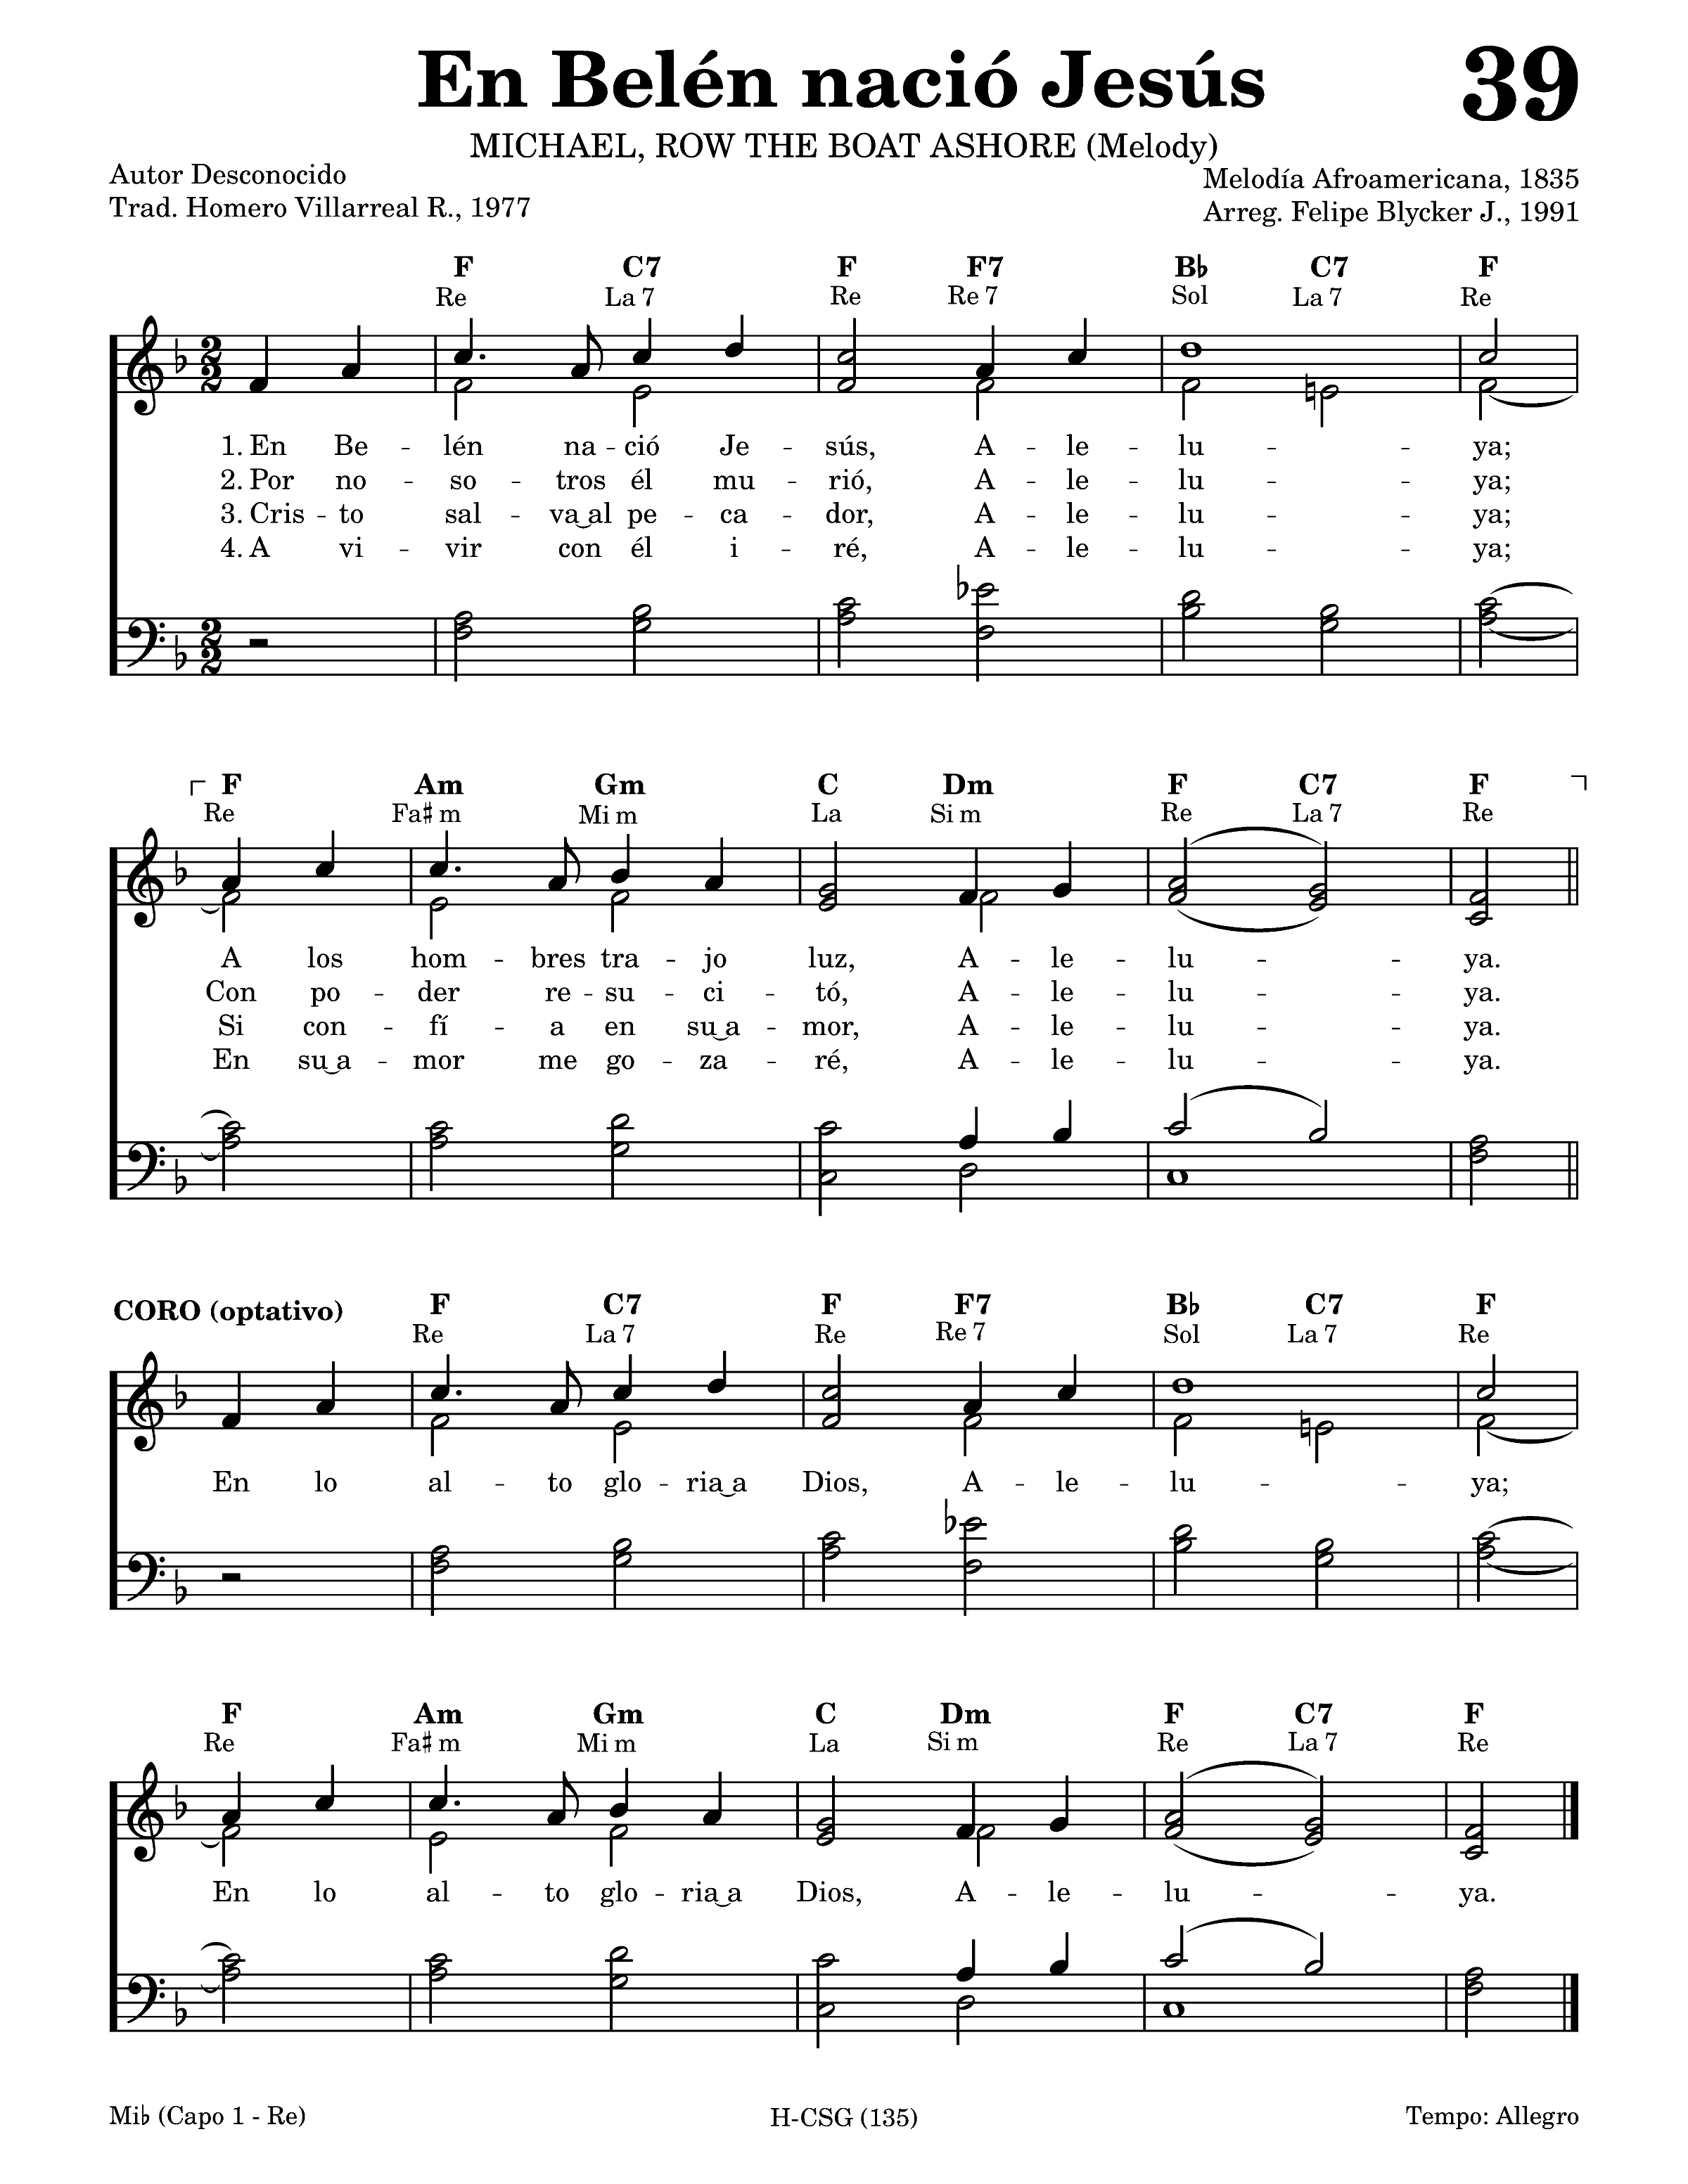 En Belén nació Jesús 39
MICHAEL, ROW THE BOAT ASHORE (Melody)
Autor Desconocido
Trad. Homero Villarreal R., 1977
Melodía Afroamericana, 1835
Arreg. Felipe Blycker J., 1991
F C7 F F7 B♭ C7 F
Re La 7 Re Re 7 Sol La 7 Re
1. En Be - lén na - ció Je - sús, A - le - lu - ya;
2. Por no - so - tros él mu - rió, A - le - lu - ya;
3. Cris - to sal - va‿al pe - ca - dor, A - le - lu - ya;
4. A vi - vir con él i - ré, A - le - lu - ya;
F Am Gm C Dm F C7 F
Re Fa♯ m Mi m La Si m Re La 7 Re
A los hom - bres tra - jo luz, A - le - lu - ya.
Con po - der re - su - ci - tó, A - le - lu - ya.
Si con - fí - a en su‿a - mor, A - le - lu - ya.
En su‿a - mor me go - za - ré, A - le - lu - ya.
CORO (optativo) F C7 F F7 B♭ C7 F
Re La 7 Re Re 7 Sol La 7 Re
En lo al - to glo - ria‿a Dios, A - le - lu - ya;
F Am Gm C Dm F C7 F
Re Fa♯ m Mi m La Si m Re La 7 Re
En lo al - to glo - ria‿a Dios, A - le - lu - ya.
Mi♭ (Capo 1 - Re) H-CSG (135) Tempo: Allegro